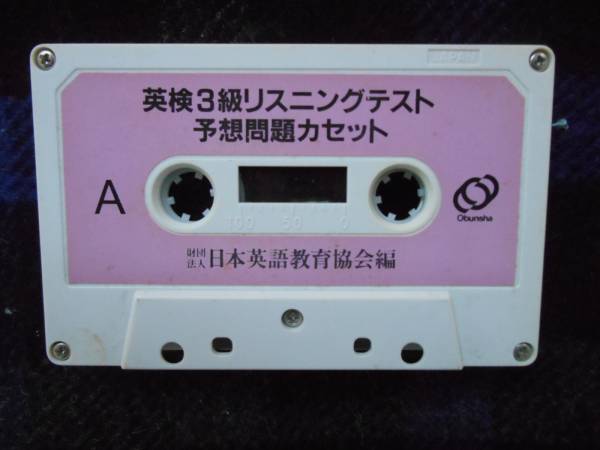 英検3級リスニングテスト
予想問題カセット
A
100 50 0
Obunsha
財団法人日本英語教育協会編